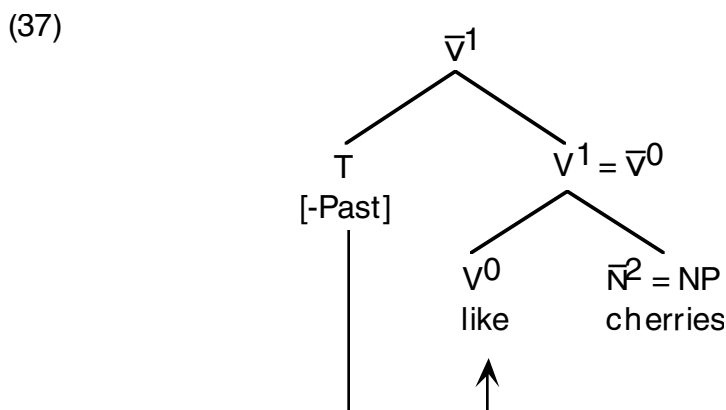 (37)
V̅¹
T V¹ = V̅⁰
[-Past]
V⁰ N̅² = NP
like cherries